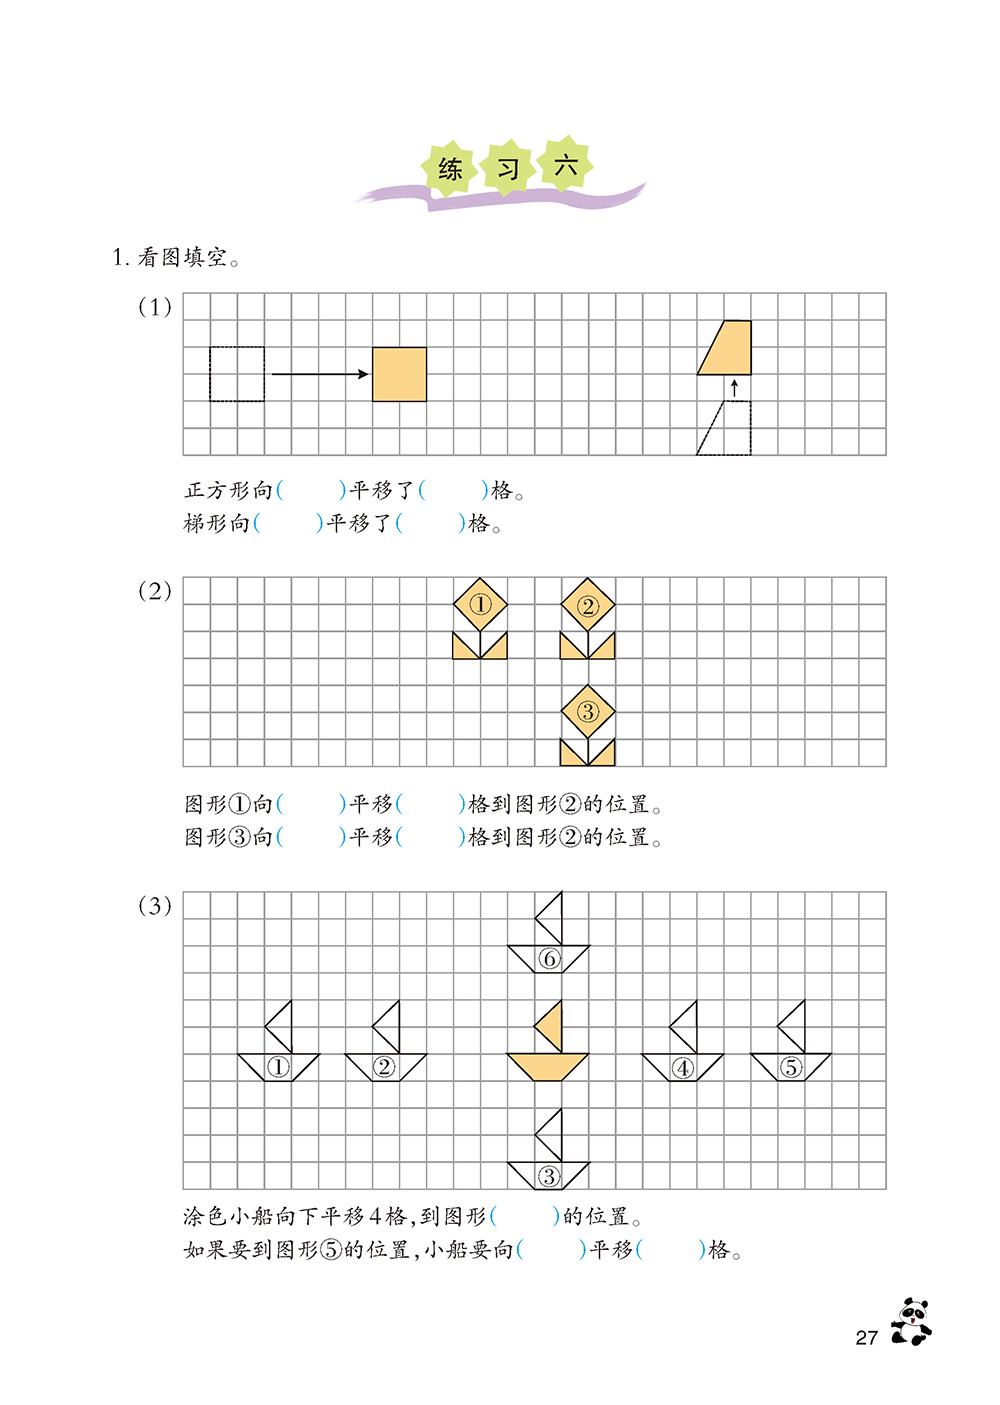 练习六
1. 看图填空。
(1)
正方形向(  )平移了(  )格。
梯形向(  )平移了(  )格。
(2)
① ②
③
图形①向(  )平移(  )格到图形②的位置。
图形③向(  )平移(  )格到图形②的位置。
(3)
⑥
① ② ④ ⑤
③
涂色小船向下平移4格,到图形(  )的位置。
如果要到图形⑤的位置,小船要向(  )平移(  )格。
27